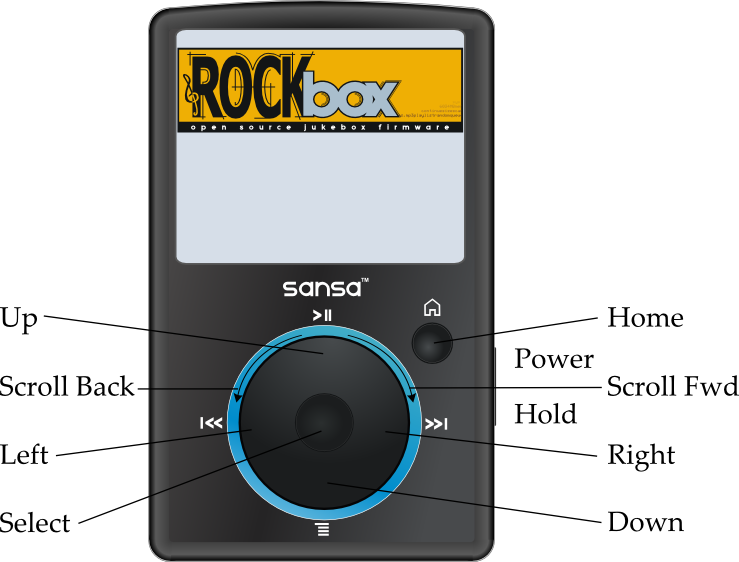 ROCKbox
open source jukebox firmware
sansa™
Up
Home
Power
Scroll Back
Scroll Fwd
Hold
Left
Right
Select
Down